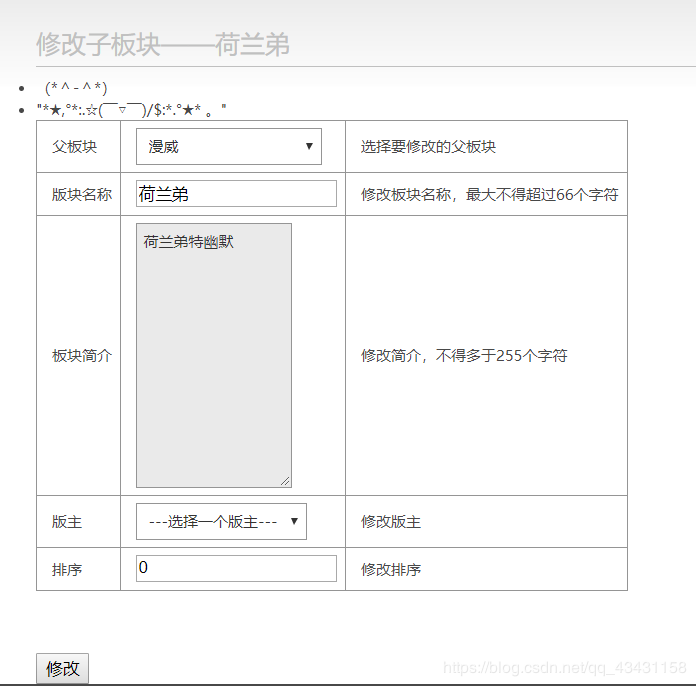 修改子板块——荷兰弟
(*＾-＾*)
"*★,°*:.☆(￣▽￣)/$:*.°★* 。"
父板块 漫威 ▼ 选择要修改的父板块
版块名称 荷兰弟 修改板块名称，最大不得超过66个字符
荷兰弟特幽默
板块简介 修改简介，不得多于255个字符
版主 ---选择一个版主--- ▼ 修改版主
排序 0 修改排序
修改
https://blog.csdn.net/qq_43431158